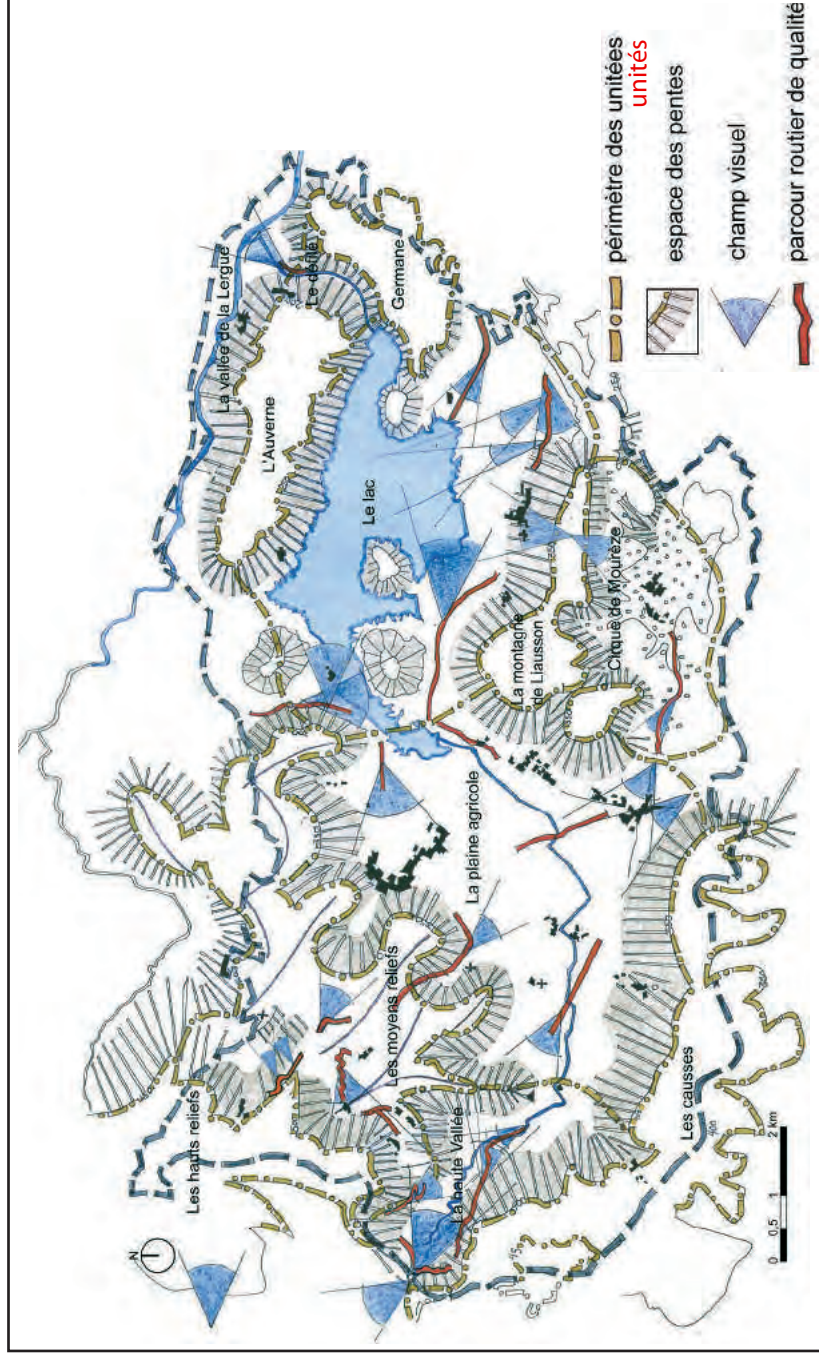 N
Les hauts reliefs
La vallée de la Lergue
L'Auverne
Le défilé
Germane
Le lac
Les moyens reliefs
La plaine agricole
La haute Vallée
La montagne
de Liausson
Cirque de Mourèze
Les causses
400
0 0,5 1 2 km
périmètre des unitées
unités
espace des pentes
champ visuel
parcour routier de qualité